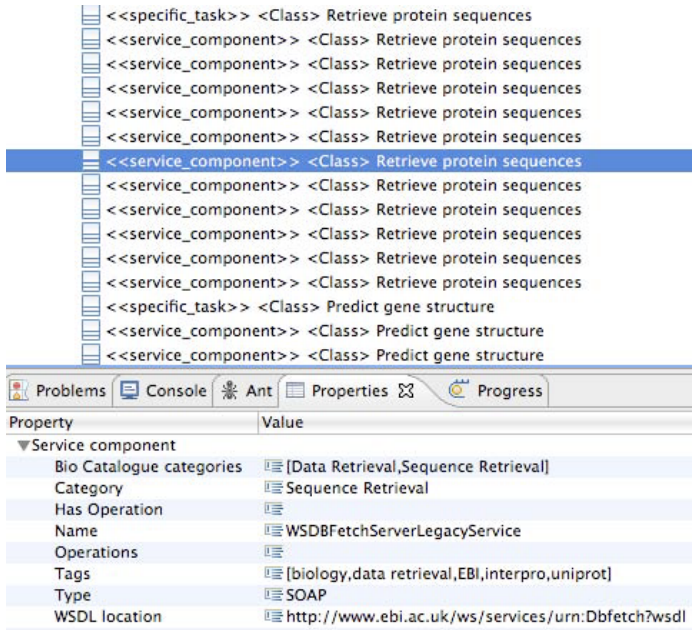 <<specific_task>> <Class> Retrieve protein sequences
<<service_component>> <Class> Retrieve protein sequences
<<service_component>> <Class> Retrieve protein sequences
<<service_component>> <Class> Retrieve protein sequences
<<service_component>> <Class> Retrieve protein sequences
<<service_component>> <Class> Retrieve protein sequences
<<service_component>> <Class> Retrieve protein sequences
<<service_component>> <Class> Retrieve protein sequences
<<service_component>> <Class> Retrieve protein sequences
<<service_component>> <Class> Retrieve protein sequences
<<service_component>> <Class> Retrieve protein sequences
<<service_component>> <Class> Retrieve protein sequences
<<specific_task>> <Class> Predict gene structure
<<service_component>> <Class> Predict gene structure
<<service_component>> <Class> Predict gene structure
Problems Console Ant Properties Progress
Property Value
Service component
Bio Catalogue categories [Data Retrieval,Sequence Retrieval]
Category Sequence Retrieval
Has Operation
Name WSDBFetchServerLegacyService
Operations
Tags [biology,data retrieval,EBI,interpro,uniprot]
Type SOAP
WSDL location http://www.ebi.ac.uk/ws/services/urn:Dbfetch?wsdl